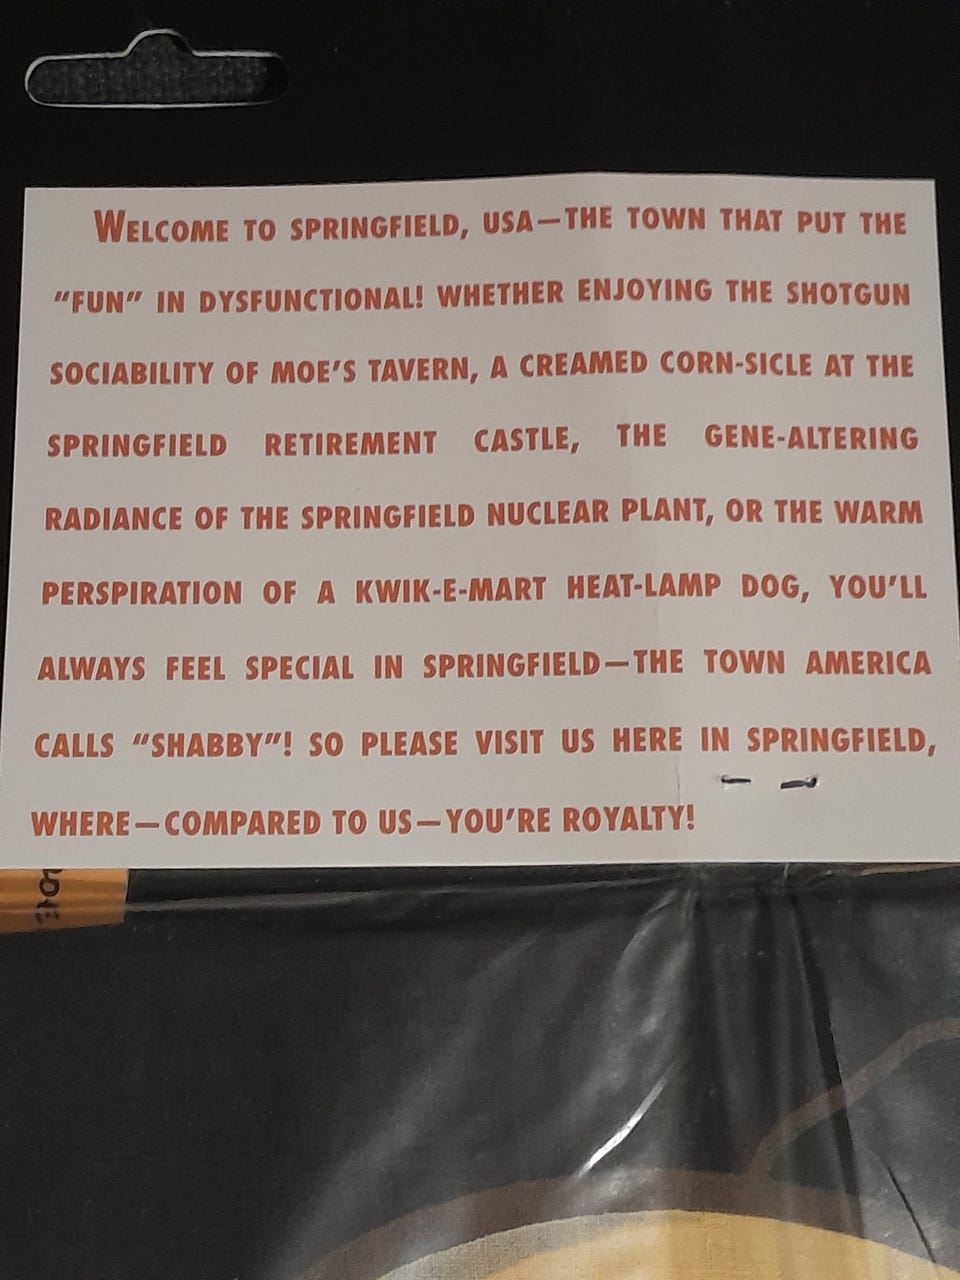 WELCOME TO SPRINGFIELD, USA—THE TOWN THAT PUT THE
“FUN” IN DYSFUNCTIONAL! WHETHER ENJOYING THE SHOTGUN
SOCIABILITY OF MOE’S TAVERN, A CREAMED CORN-SICLE AT THE
SPRINGFIELD RETIREMENT CASTLE, THE GENE-ALTERING
RADIANCE OF THE SPRINGFIELD NUCLEAR PLANT, OR THE WARM
PERSPIRATION OF A KWIK-E-MART HEAT-LAMP DOG, YOU’LL
ALWAYS FEEL SPECIAL IN SPRINGFIELD—THE TOWN AMERICA
CALLS “SHABBY”! SO PLEASE VISIT US HERE IN SPRINGFIELD,
WHERE—COMPARED TO US—YOU’RE ROYALTY!